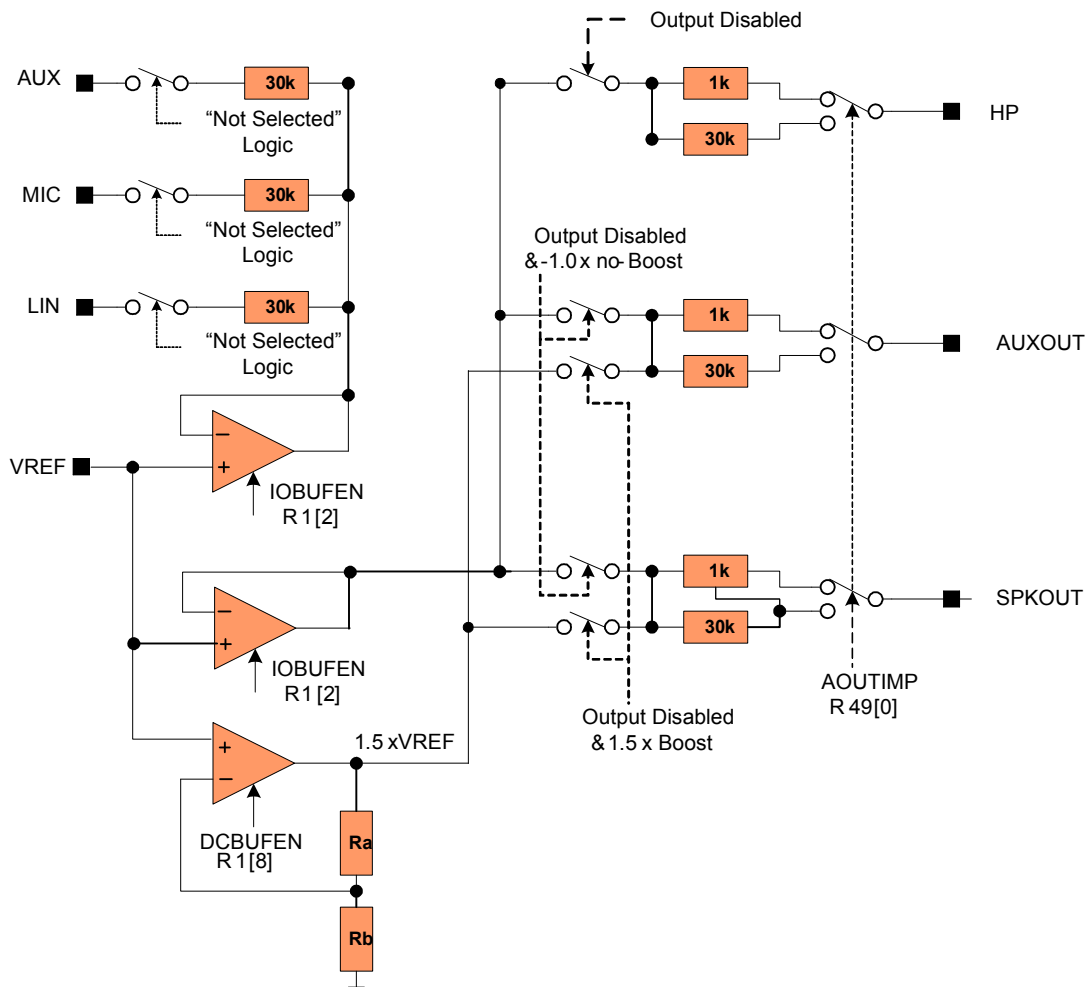 Output Disabled
AUX
30k
1k
HP
"Not Selected"
Logic
30k
MIC
30k
"Not Selected"
Logic
Output Disabled
& -1.0 x no- Boost
LIN
30k
1k
AUXOUT
"Not Selected"
Logic
30k
VREF
−
+
IOBUFEN
R 1 [2]
1k
SPKOUT
30k
−
+
IOBUFEN
R 1 [2]
AOUTIMP
R 49[0]
Output Disabled
& 1.5 x Boost
1.5 xVREF
+
−
DCBUFEN
R 1 [8]
Ra
Rb